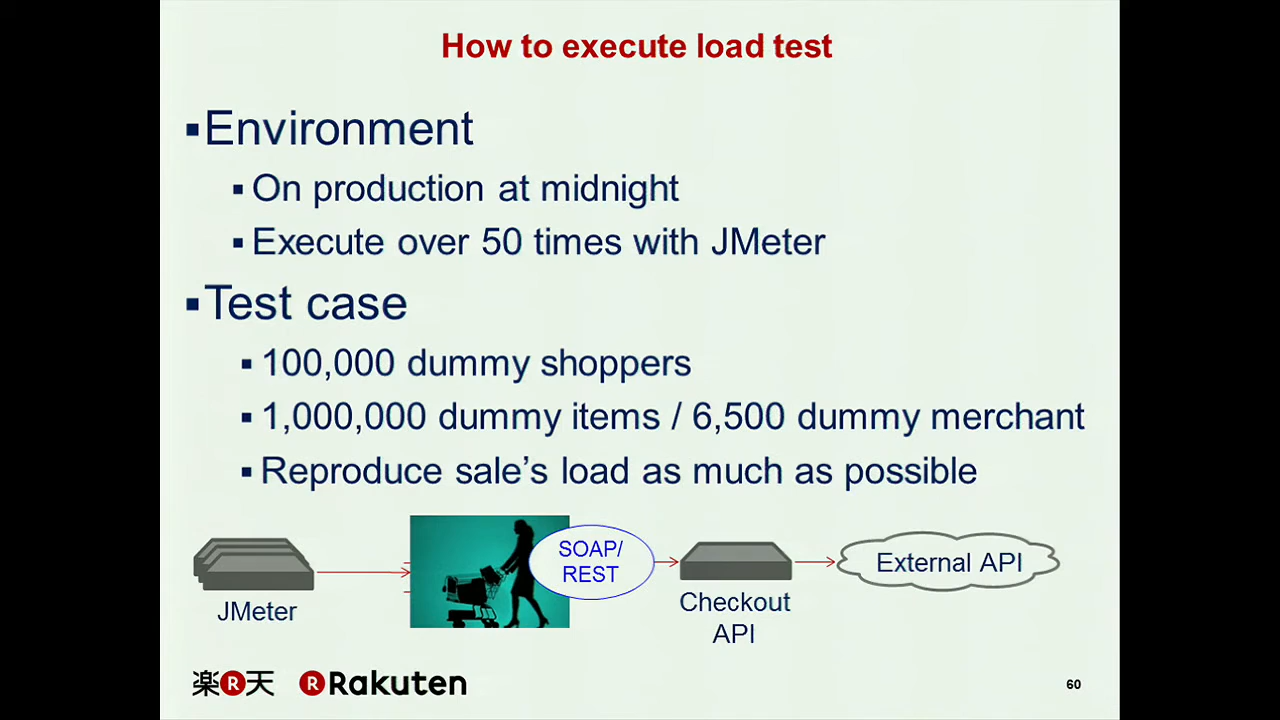 How to execute load test
▪Environment
▪On production at midnight
▪Execute over 50 times with JMeter
▪Test case
▪100,000 dummy shoppers
▪1,000,000 dummy items / 6,500 dummy merchant
▪Reproduce sale’s load as much as possible
JMeter
SOAP/
REST
Checkout
API
External API
楽R天
R Rakuten
60